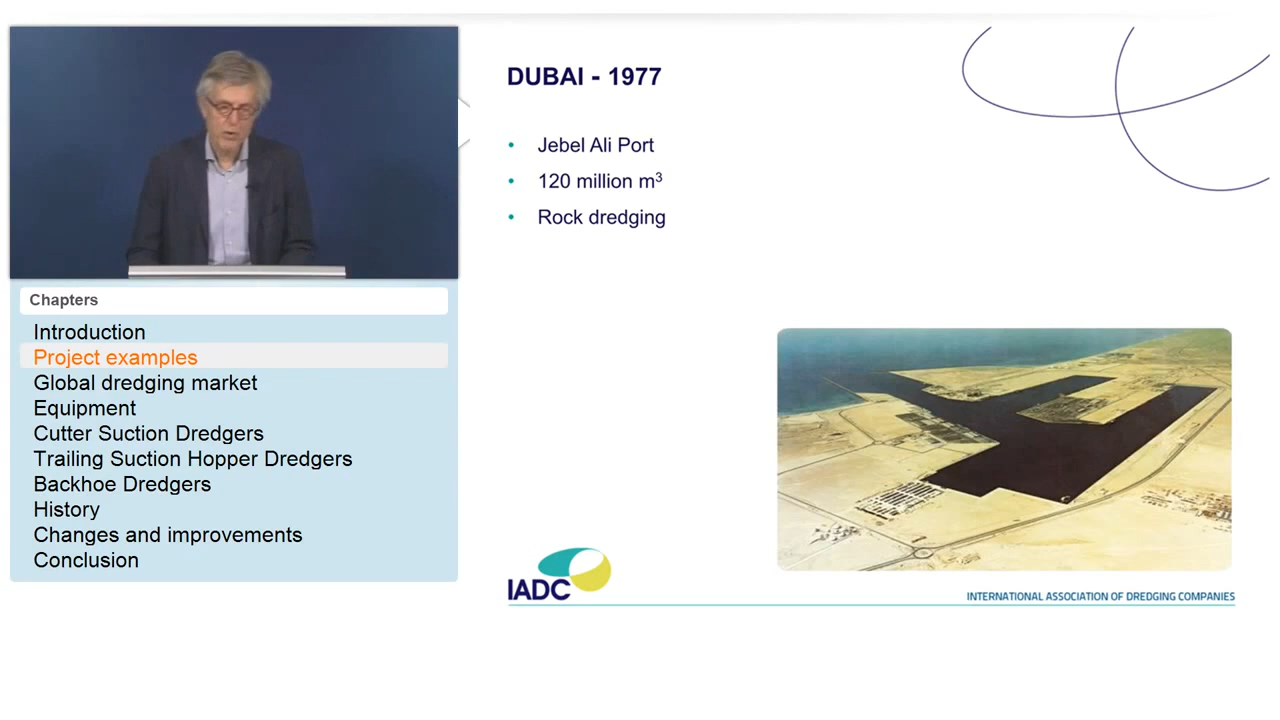 DUBAI - 1977
• Jebel Ali Port
• 120 million m³
• Rock dredging
Chapters
Introduction
Project examples
Global dredging market
Equipment
Cutter Suction Dredgers
Trailing Suction Hopper Dredgers
Backhoe Dredgers
History
Changes and improvements
Conclusion
IADC
INTERNATIONAL ASSOCIATION OF DREDGING COMPANIES